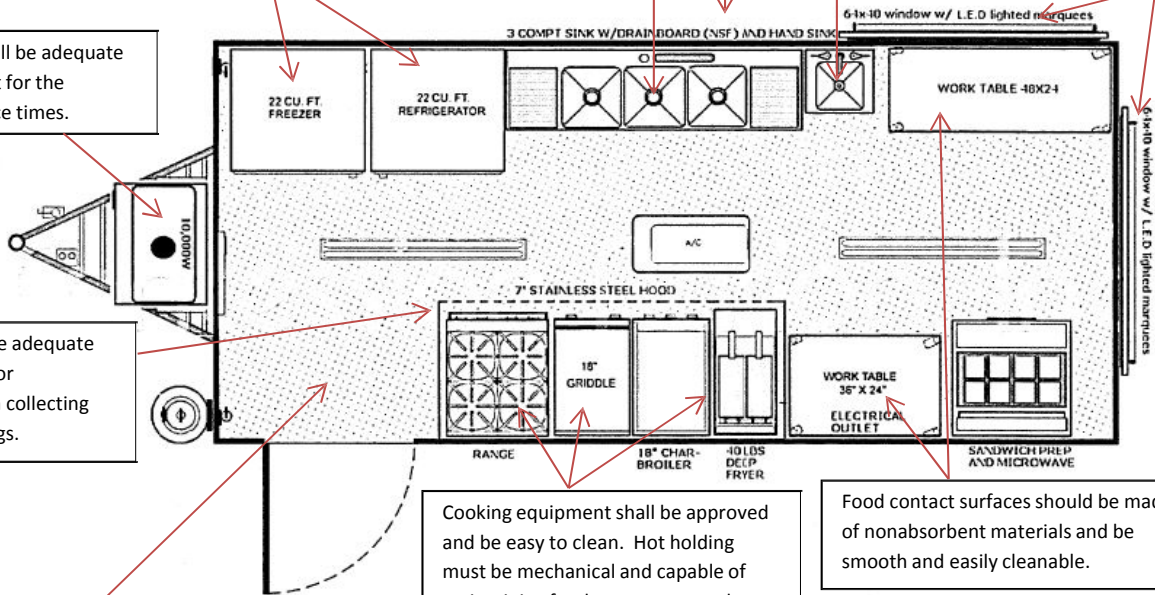 6-1x-10 window w/ L.E.D lighted marquees
3 COMPT SINK W/DRAINBOARD (NSF) AND HAND SINK
ll be adequate
t for the
ce times.
22 CU. FT.
FREEZER
22 CU. FT.
REFRIGERATOR
WORK TABLE 48X24
6-1x-10 window w/ L.E.D lighted marquees
10,000W
A/C
7' STAINLESS STEEL HOOD
e adequate
or
n collecting
gs.
18"
GRIDDLE
WORK TABLE
36" X 24"
ELECTRICAL
OUTLET
RANGE
18" CHAR-
BROILER
40 LBS
DEEP
FRYER
SANDWICH PREP
AND MICROWAVE
Cooking equipment shall be approved
and be easy to clean. Hot holding
must be mechanical and capable of
Food contact surfaces should be mad
of nonabsorbent materials and be
smooth and easily cleanable.